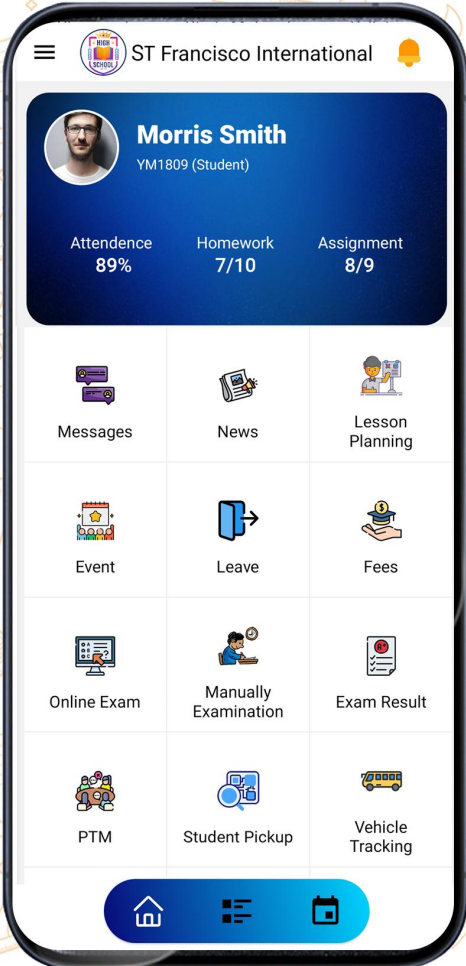 HIGH
SCHOOL
ST Francisco International
Morris Smith
YM1809 (Student)
Attendence Homework Assignment
89% 7/10 8/9
Messages
News
Lesson
Planning
Event
Leave
Fees
Online Exam
Manually
Examination
Exam Result
PTM
Student Pickup
Vehicle
Tracking